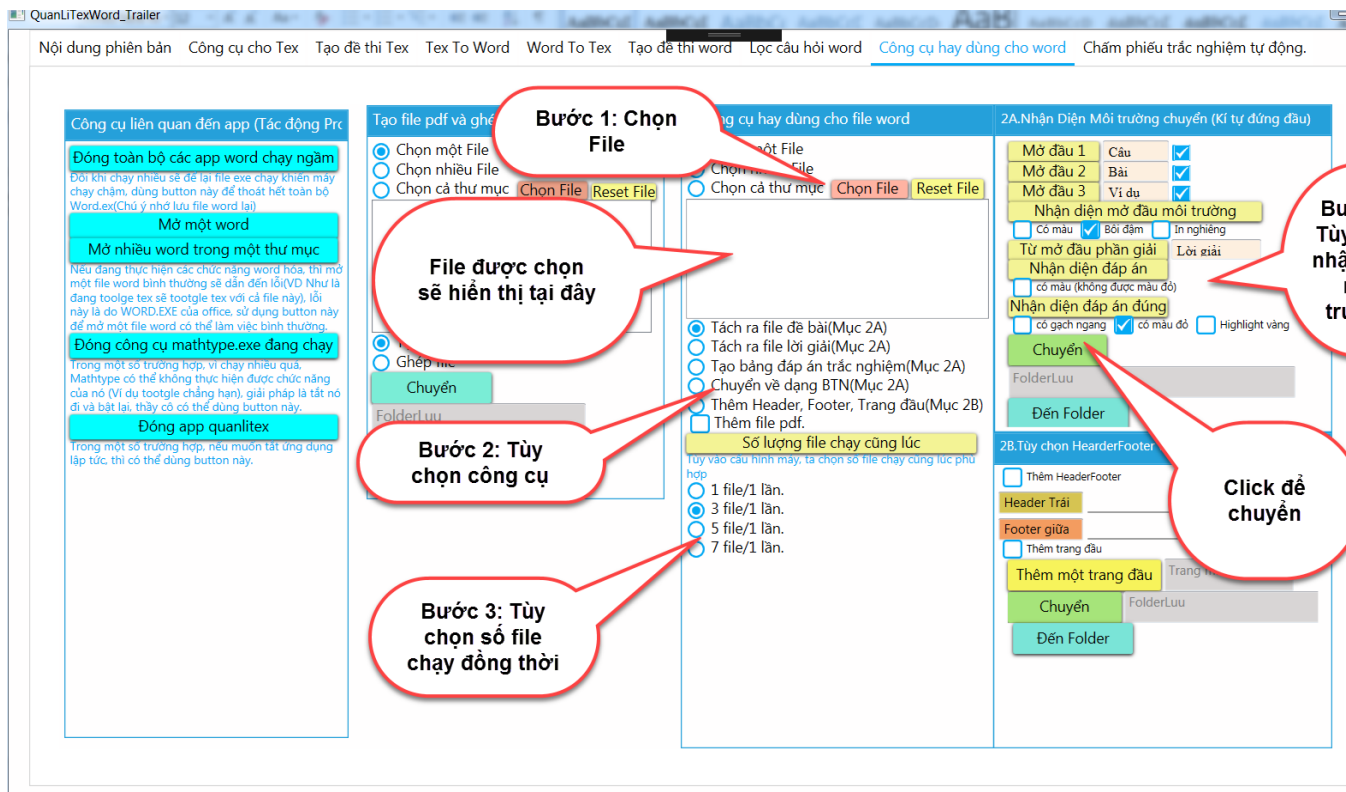 QuanLiTexWord_Trailer
Nội dung phiên bản Công cụ cho Tex Tạo đề thi Tex Tex To Word Word To Tex Tạo đề thi word Lọc câu hỏi word Công cụ hay dùng cho word Chấm phiếu trắc nghiệm tự động.
Công cụ liên quan đến app (Tác động Pro
Đóng toàn bộ các app word chạy ngầm
Đôi khi chạy nhiều sẽ để lại file exe chạy khiến máy
chạy chậm, dùng button này để thoát hết toàn bộ
Word.ex(Chú ý nhớ lưu file word lại)
Mở một word
Mở nhiều word trong một thư mục
Nếu đang thực hiện các chức năng word hóa, thì mở
một file word bình thường sẽ dẫn đến lỗi(VD Như là
đang toolge tex sẽ tootgle tex với cả file này), lỗi
này là do WORD.EXE của office, sử dụng button này
để mở một file word có thể làm việc bình thường.
Đóng công cụ mathtype.exe đang chạy
Trong một số trường hợp, vì chạy nhiều quá,
Mathtype có thể không thực hiện được chức năng
của nó (Ví dụ tootgle chẳng hạn), giải pháp là tắt nó
đi và bật lại, thầy cô có thể dùng button này.
Đóng app quanlitex
Trong một số trường hợp, nếu muốn tắt ứng dụng
lập tức, thì có thể dùng button này.
Tạo file pdf và ghé
Chọn một File
Chọn nhiều File
Chọn cả thư mục Chọn File Reset File
File được chọn
sẽ hiển thị tại đây
Ghép file
Chuyển
FolderLuu
Bước 1: Chọn
File
cụ hay dùng cho file word
một File
Chọn File
Chọn cả thư mục Chọn File Reset File
Tách ra file đề bài(Mục 2A)
Tách ra file lời giải(Mục 2A)
Tạo bảng đáp án trắc nghiệm(Mục 2A)
Chuyển về dạng BTN(Mục 2A)
Thêm Header, Footer, Trang đầu(Mục 2B)
Thêm file pdf.
Số lượng file chạy cũng lúc
Tùy vào cấu hình máy, ta chọn số file chạy cùng lúc phù
hợp
1 file/1 lần.
3 file/1 lần.
5 file/1 lần.
7 file/1 lần.
Bước 2: Tùy
chọn công cụ
Bước 3: Tùy
chọn số file
chạy đồng thời
2A.Nhận Diện Môi trường chuyển (Kí tự đứng đầu)
Mở đầu 1 Câu
Mở đầu 2 Bài
Mở đầu 3 Ví dụ
Nhận diện mở đầu môi trường
Có màu Bôi đậm In nghiêng
Từ mở đầu phần giải Lời giải
Nhận diện đáp án
có màu (không được màu đỏ)
Nhận diện đáp án đúng
có gạch ngang có màu đỏ Highlight vàng
Chuyển
FolderLuu
Đến Folder
2B.Tùy chọn HearderFooter
Thêm HeaderFooter
Header Trái
Footer giữa
Thêm trang đầu
Thêm một trang đầu Trang
Chuyển FolderLuu
Đến Folder
Click để
chuyển